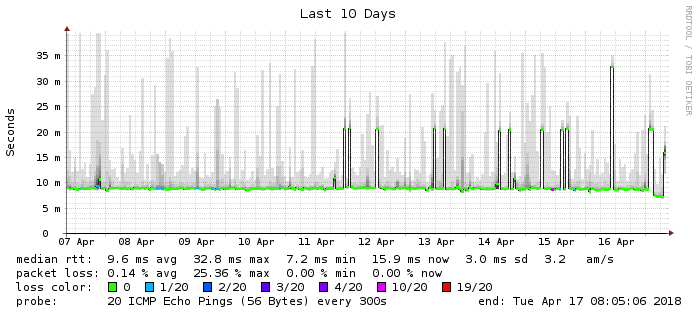 Last 10 Days
RRDTOOL / TOBI OETIKER
Seconds
35 m
30 m
25 m
20 m
15 m
10 m
5 m
0
07 Apr 08 Apr 09 Apr 10 Apr 11 Apr 12 Apr 13 Apr 14 Apr 15 Apr 16 Apr
median rtt: 9.6 ms avg 32.8 ms max 7.2 ms min 15.9 ms now 3.0 ms sd 3.2 am/s
packet loss: 0.14 % avg 25.36 % max 0.00 % min 0.00 % now
loss color: 0 1/20 2/20 3/20 4/20 10/20 19/20
probe: 20 ICMP Echo Pings (56 Bytes) every 300s end: Tue Apr 17 08:05:06 2018